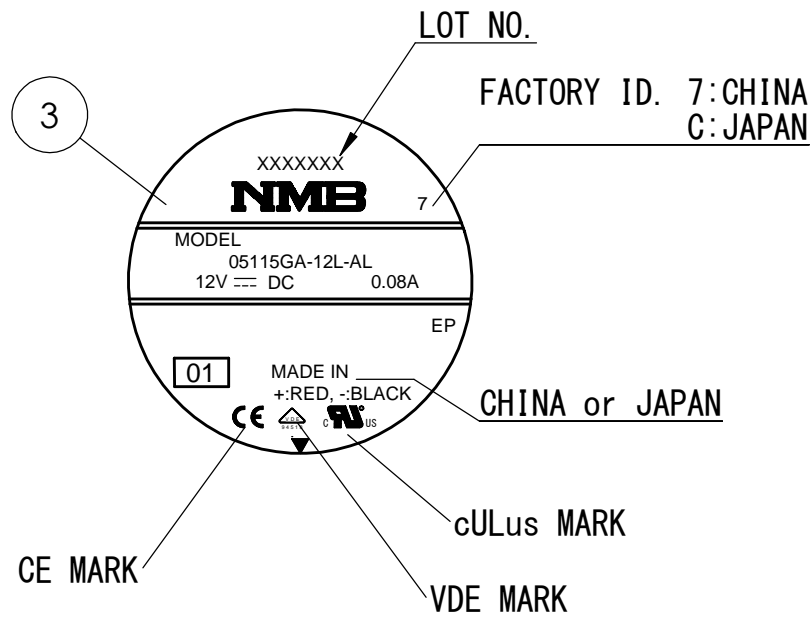 LOT NO.
FACTORY ID. 7:CHINA
C:JAPAN
3
XXXXXXX
NMB
7
MODEL
05115GA-12L-AL
12V DC 0.08A
EP
01
MADE IN
+:RED, -:BLACK
CHINA or JAPAN
CE
VDE
c US
cULus MARK
CE MARK
VDE MARK